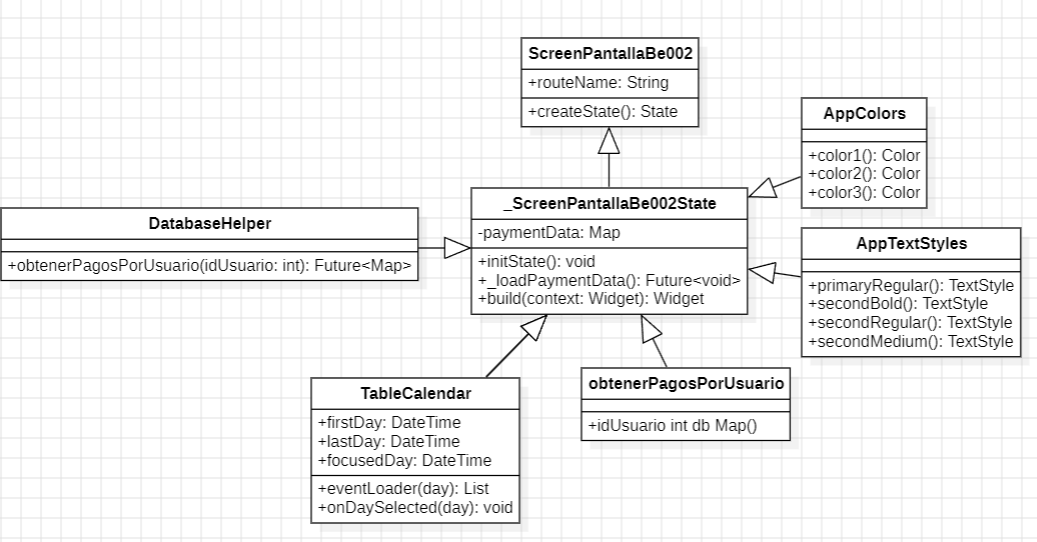 ScreenPantallaBe002
+routeName: String
+createState(): State
AppColors
+color1(): Color
+color2(): Color
+color3(): Color
_ScreenPantallaBe002State
-paymentData: Map
+initState(): void
+_loadPaymentData(): Future<void>
+build(context: Widget): Widget
DatabaseHelper
+obtenerPagosPorUsuario(idUsuario: int): Future<Map>
AppTextStyles
+primaryRegular(): TextStyle
+secondBold(): TextStyle
+secondRegular(): TextStyle
+secondMedium(): TextStyle
TableCalendar
+firstDay: DateTime
+lastDay: DateTime
+focusedDay: DateTime
+eventLoader(day): List
+onDaySelected(day): void
obtenerPagosPorUsuario
+idUsuario int db Map()